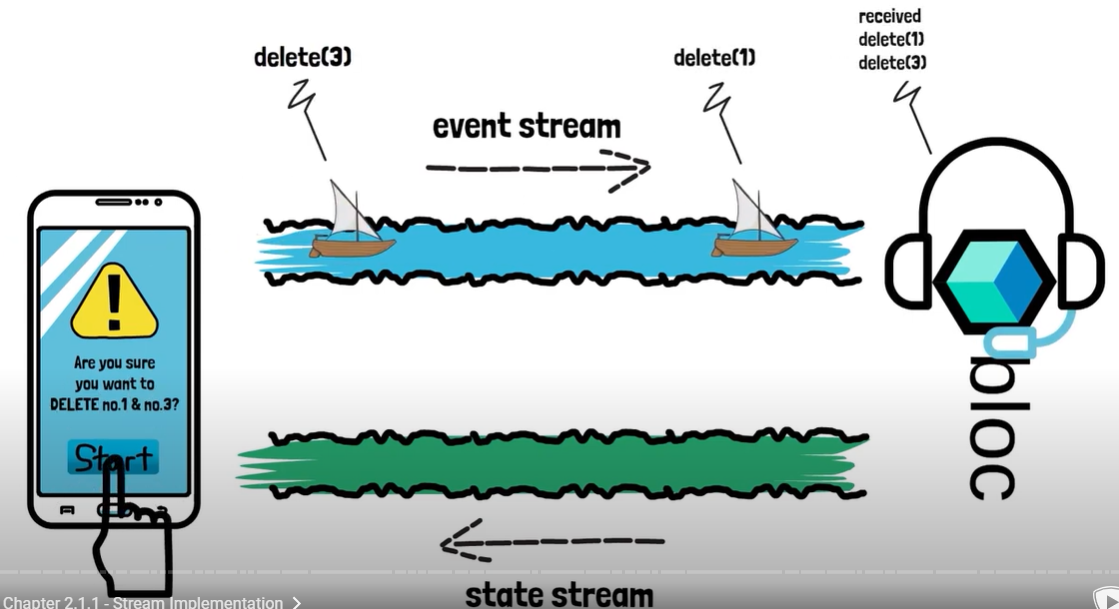 received
delete(1)
delete(3)
delete(3)
delete(1)
event stream
!
Are you sure
you want to
DELETE no.1 & no.3?
Start
bloc
state stream
Chapter 2.1.1 - Stream Implementation